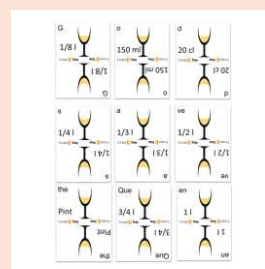 G
1/8 l
1/8 l
G
o
150 ml
150 ml
o
d
20 cl
20 cl
d
s
1/4 l
1/4 l
s
a
1/3 l
1/3 l
a
ve
1/2 l
1/2 l
ve
the
Pint
Pint
the
Que
3/4 l
3/4 l
Que
en
1 l
1 l
en